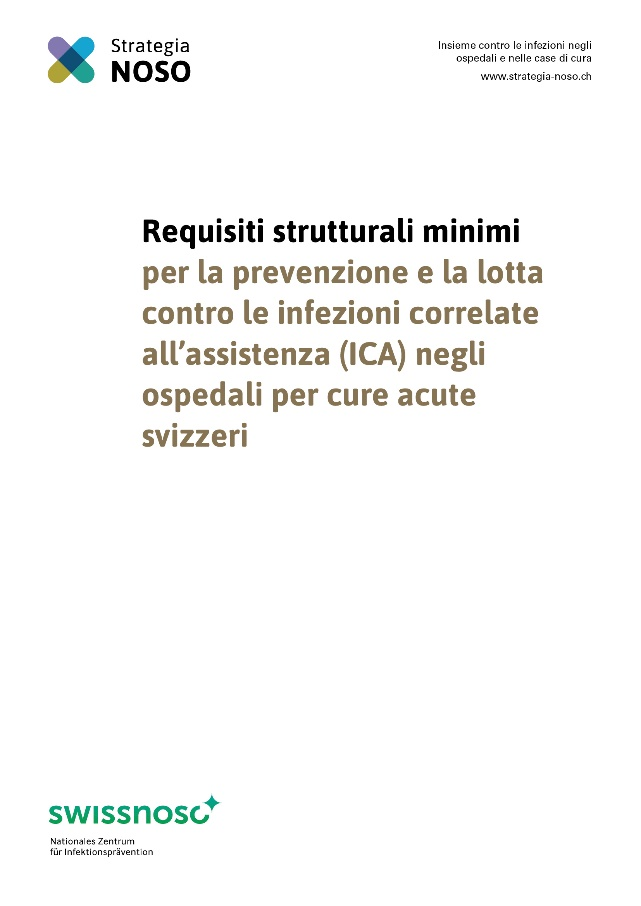 Strategia
NOSO
Insieme contro le infezioni negli
ospedali e nelle case di cura
www.strategia-noso.ch
Requisiti strutturali minimi
per la prevenzione e la lotta
contro le infezioni correlate
all’assistenza (ICA) negli
ospedali per cure acute
svizzeri
swissnoso
Nationales Zentrum
für Infektionsprävention